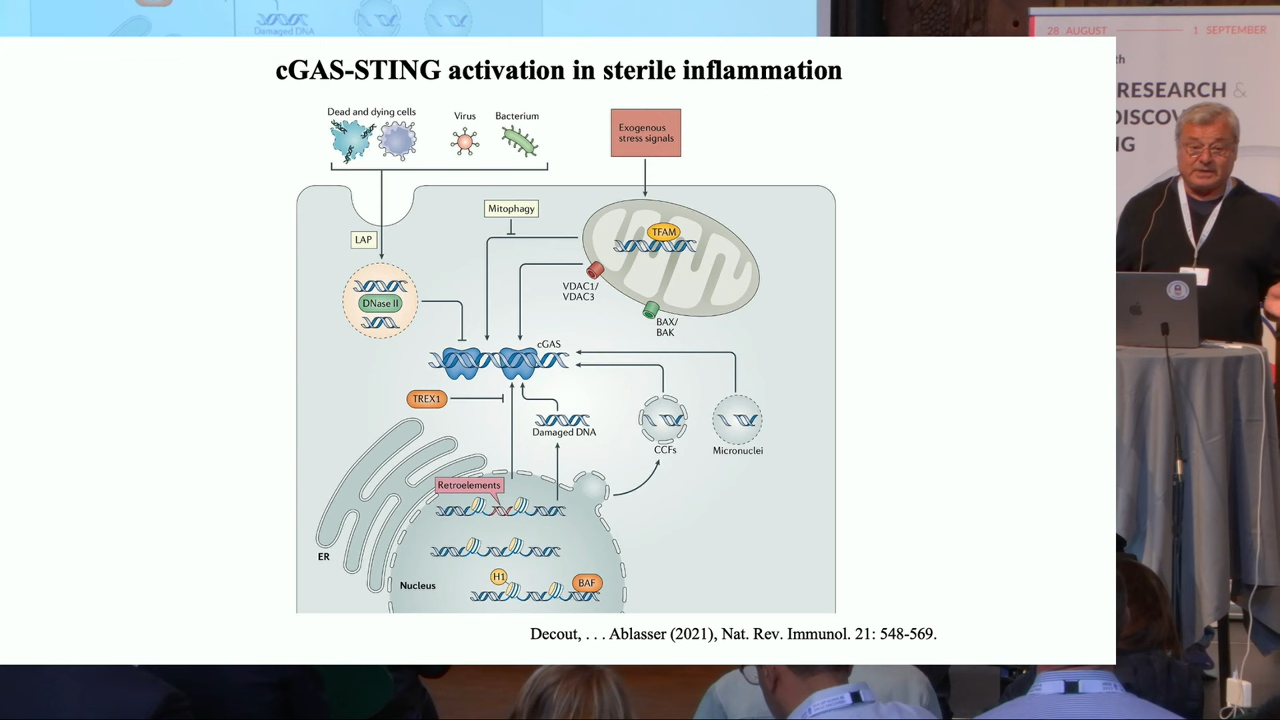 Damaged DNA
28 AUGUST 1 SEPTEMBER
RESEARCH &
cGAS-STING activation in sterile inflammation
Dead and dying cells
Virus
Bacterium
Exogenous
stress signals
Mitophagy
TFAM
LAP
VDAC1/
VDAC3
DNase II
BAX/
BAK
cGAS
TREX1
Damaged DNA
CCFs
Micronuclei
Retroelements
ER
Nucleus
H1
BAF
Decout, . . . Ablasser (2021), Nat. Rev. Immunol. 21: 548-569.